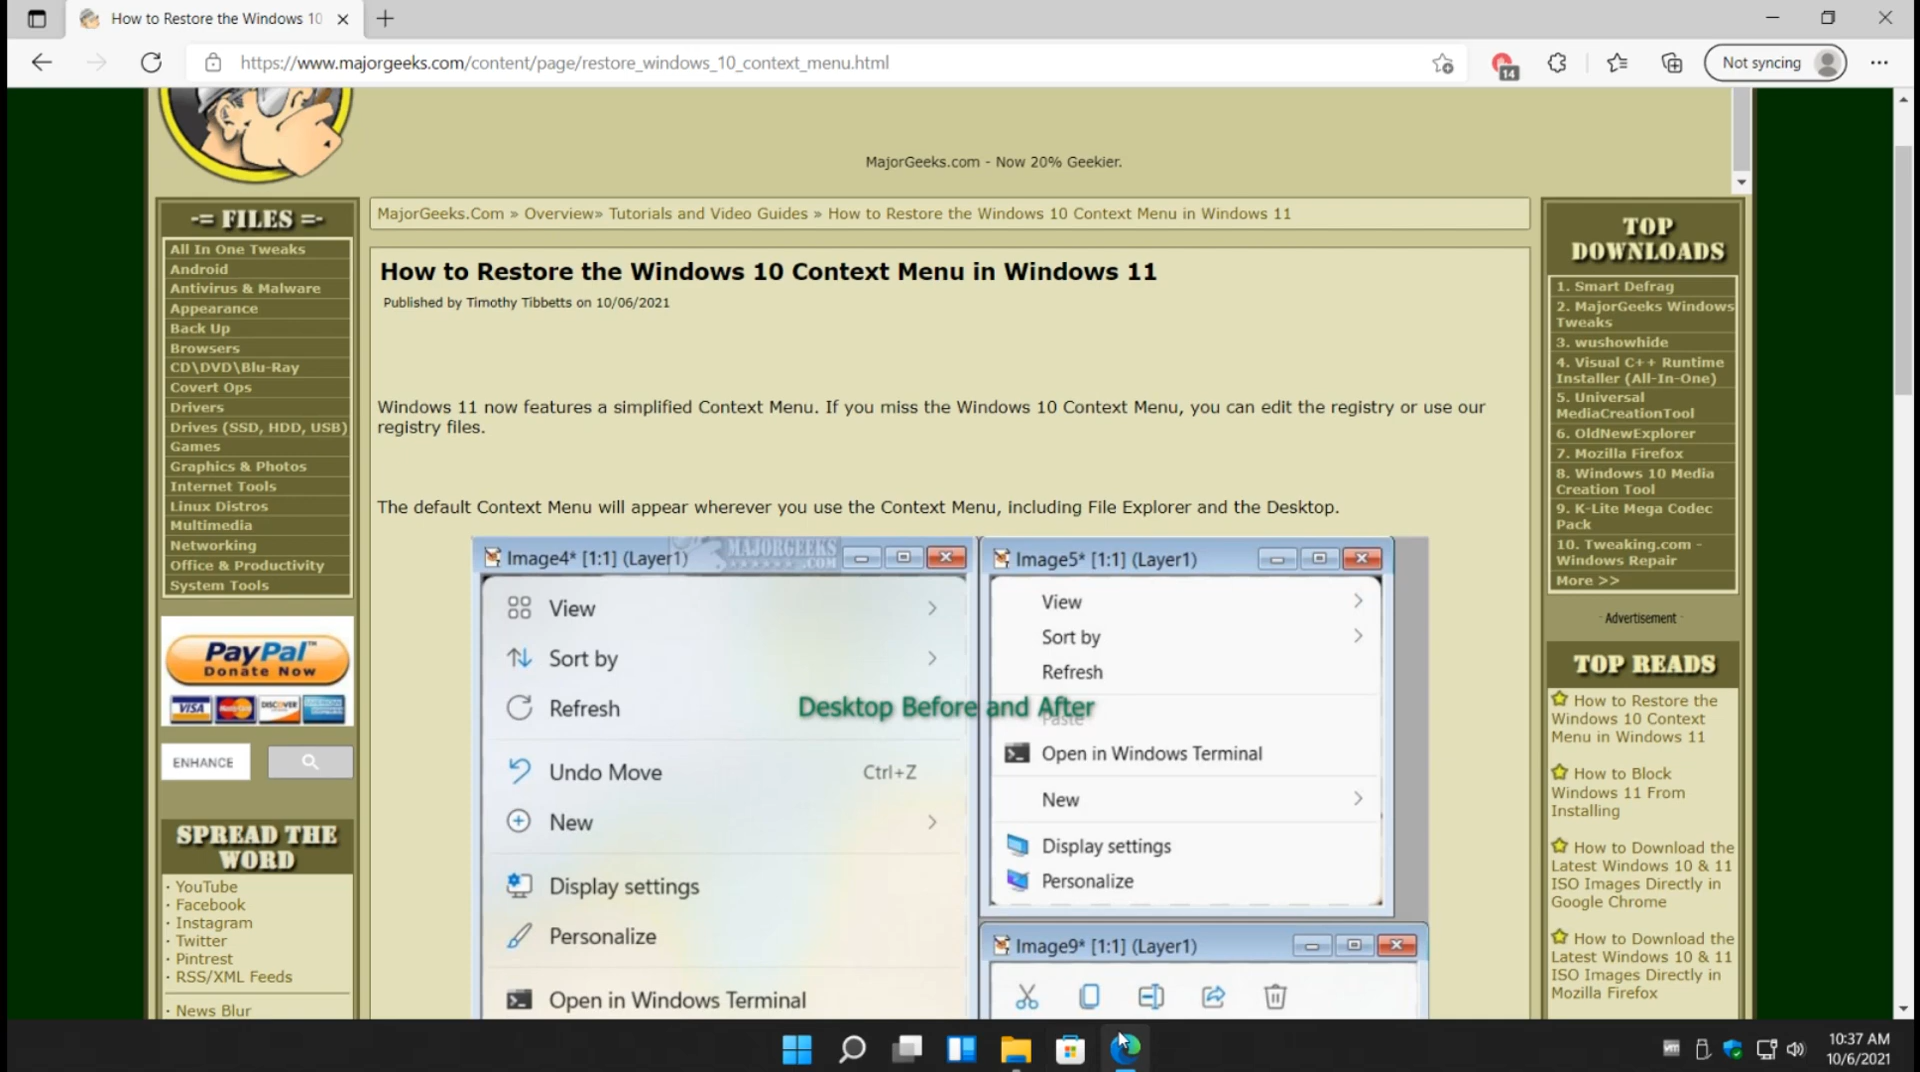 How to Restore the Windows 10
https://www.majorgeeks.com/content/page/restore_windows_10_context_menu.html
14
Not syncing
MajorGeeks.com - Now 20% Geekier.
-= FILES =-
All In One Tweaks
Android
Antivirus & Malware
Appearance
Back Up
Browsers
CD\DVD\Blu-Ray
Covert Ops
Drivers
Drives (SSD, HDD, USB)
Games
Graphics & Photos
Internet Tools
Linux Distros
Multimedia
Networking
Office & Productivity
System Tools
PayPal™
Donate Now
VISA MasterCard DISCOVER
ENHANCE
SPREAD THE
WORD
· YouTube
· Facebook
· Instagram
· Twitter
· Pintrest
· RSS/XML Feeds
· News Blur
MajorGeeks.Com » Overview» Tutorials and Video Guides » How to Restore the Windows 10 Context Menu in Windows 11
How to Restore the Windows 10 Context Menu in Windows 11
Published by Timothy Tibbetts on 10/06/2021
Windows 11 now features a simplified Context Menu. If you miss the Windows 10 Context Menu, you can edit the registry or use our
registry files.
The default Context Menu will appear wherever you use the Context Menu, including File Explorer and the Desktop.
Image4* [1:1] (Layer1)
MAJORGEEKS
.COM
View
Sort by
Refresh
Undo Move Ctrl+Z
New
Display settings
Personalize
Open in Windows Terminal
Desktop Before and After
Image5* [1:1] (Layer1)
View
Sort by
Refresh
Paste
Open in Windows Terminal
New
Display settings
Personalize
Image9* [1:1] (Layer1)
TOP
DOWNLOADS
1. Smart Defrag
2. MajorGeeks Windows
Tweaks
3. wushowhide
4. Visual C++ Runtime
Installer (All-In-One)
5. Universal
MediaCreationTool
6. OldNewExplorer
7. Mozilla Firefox
8. Windows 10 Media
Creation Tool
9. K-Lite Mega Codec
Pack
10. Tweaking.com -
Windows Repair
More >>
- Advertisement -
TOP READS
How to Restore the
Windows 10 Context
Menu in Windows 11
How to Block
Windows 11 From
Installing
How to Download the
Latest Windows 10 & 11
ISO Images Directly in
Google Chrome
How to Download the
Latest Windows 10 & 11
ISO Images Directly in
Mozilla Firefox
10:37 AM
10/6/2021